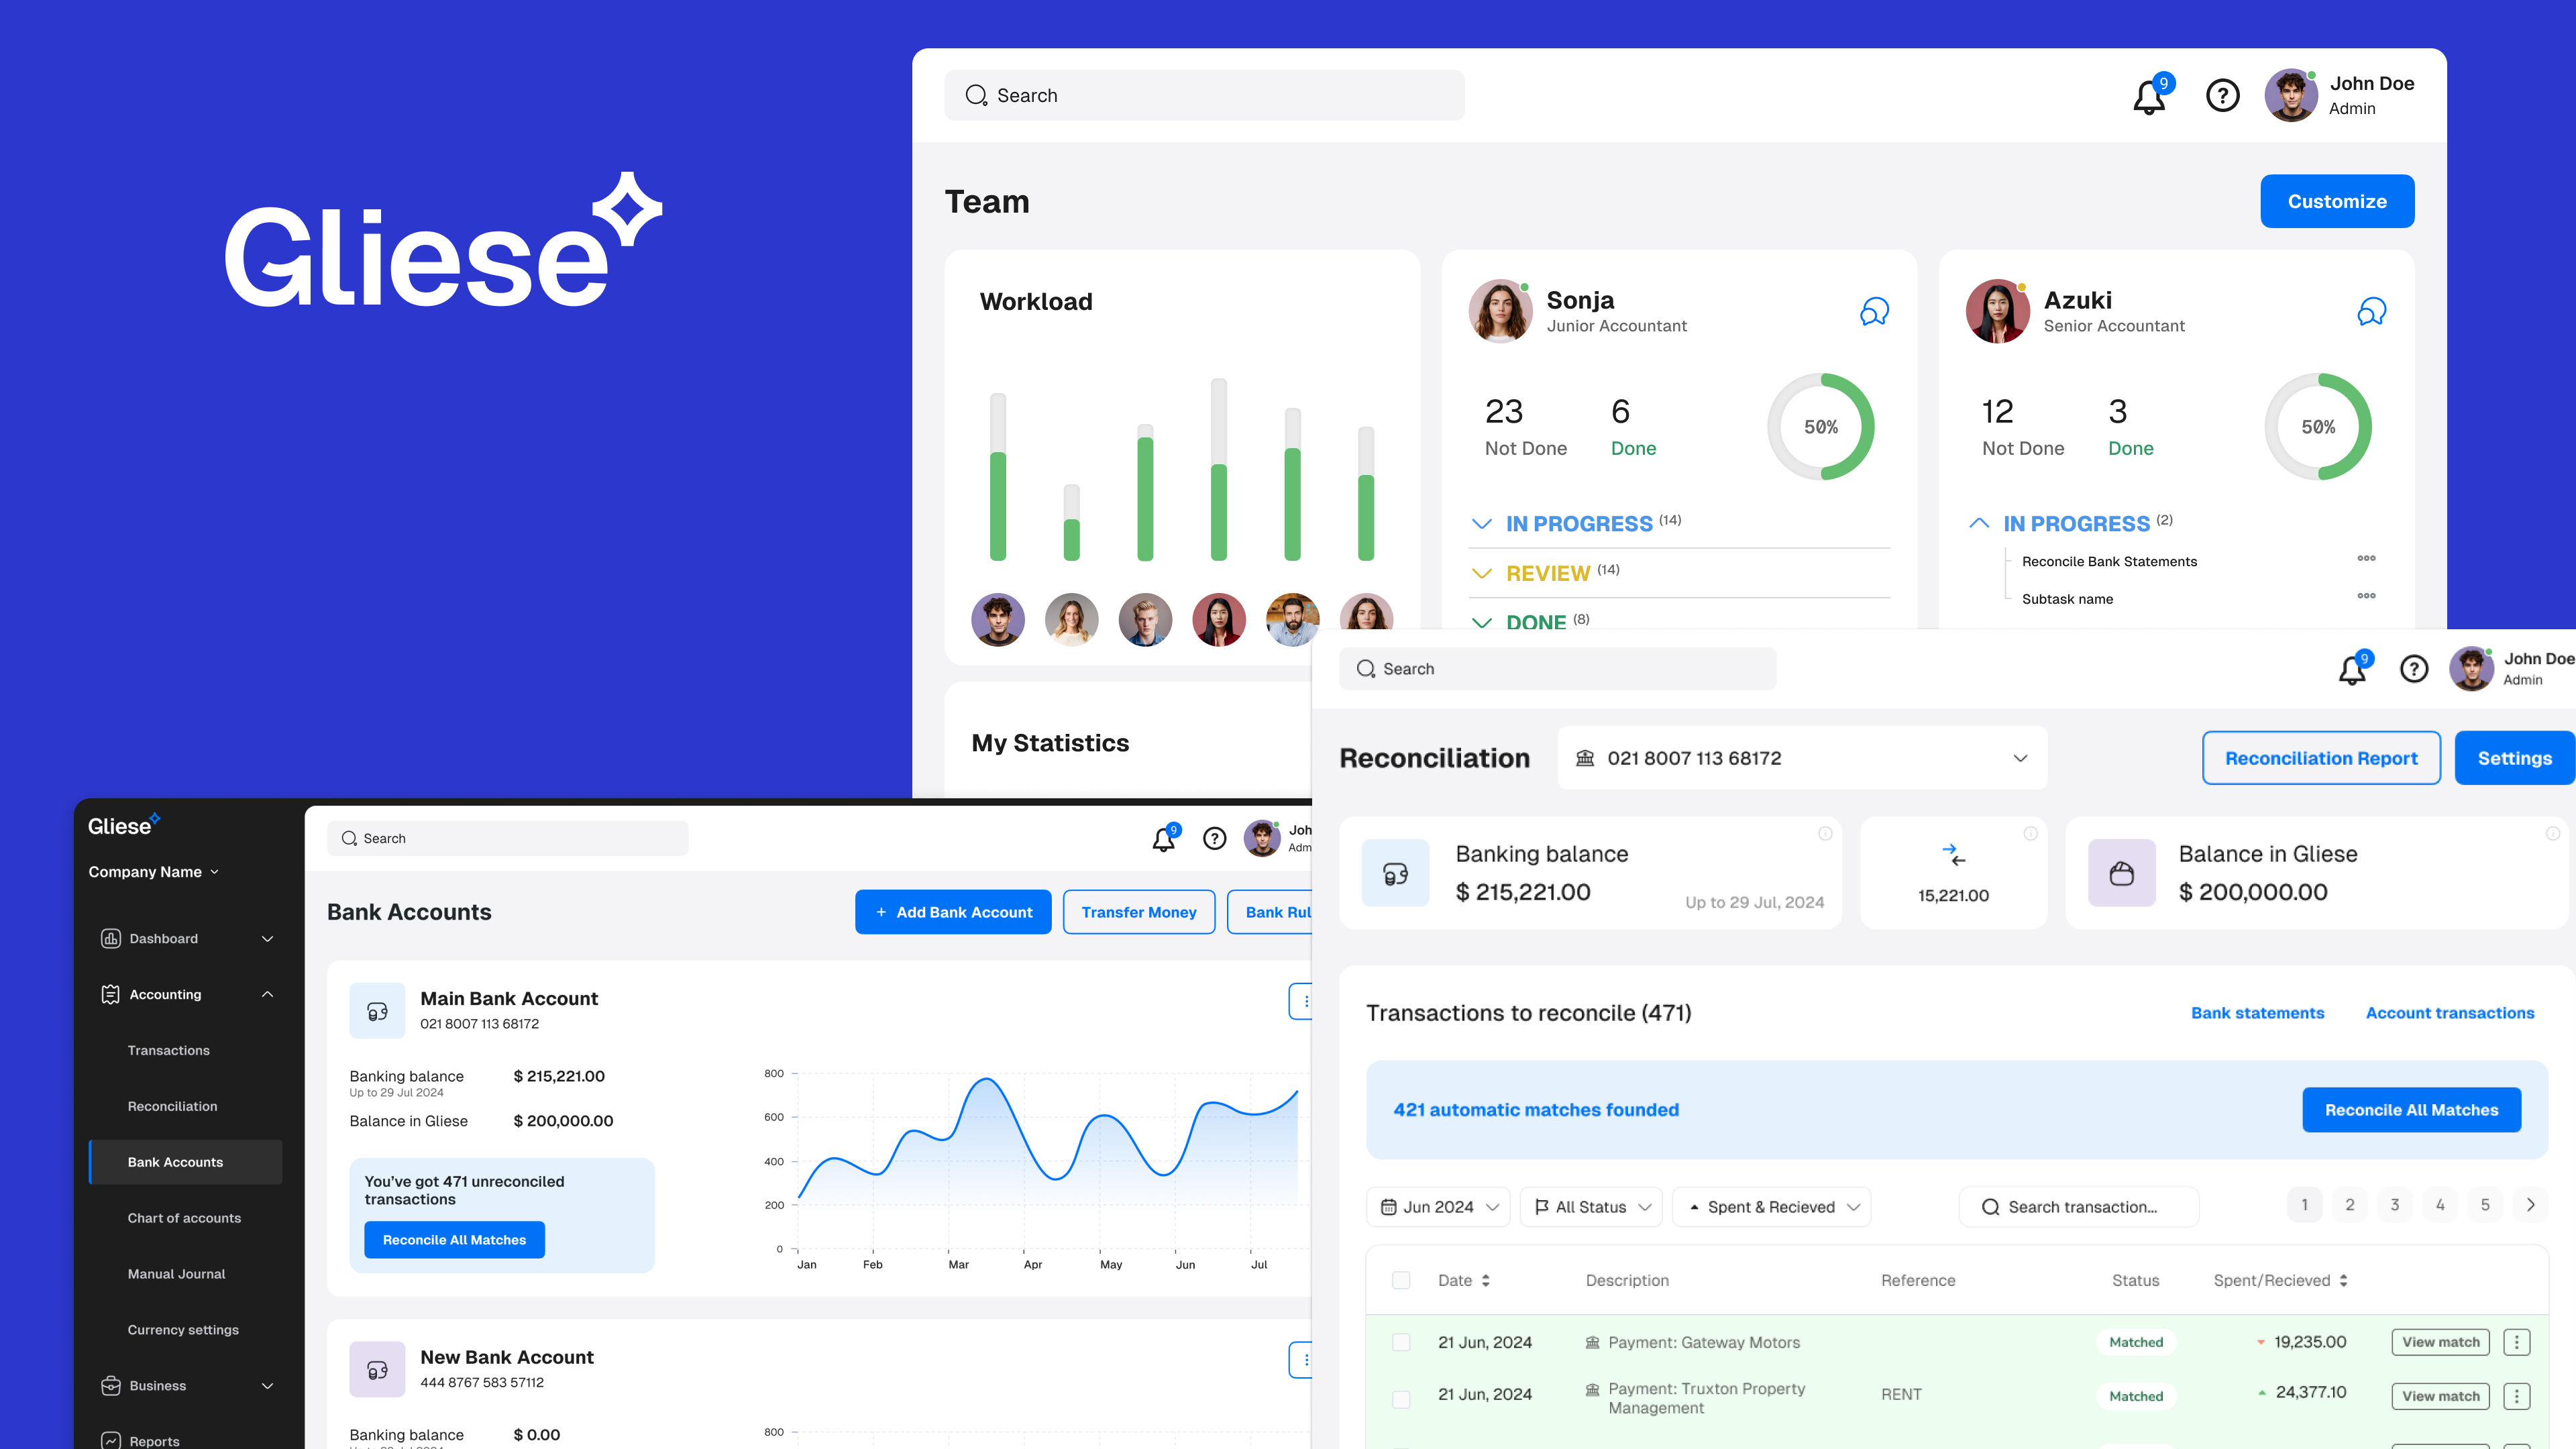 Gliese
Search
9
?
John Doe
Admin
Team
Customize
Workload
Sonja
Junior Accountant
23
Not Done
6
Done
50%
IN PROGRESS (14)
REVIEW (14)
DONE (8)
Azuki
Senior Accountant
12
Not Done
3
Done
50%
IN PROGRESS (2)
Reconcile Bank Statements
Subtask name
My Statistics
Search
9
?
John Doe
Admin
Reconciliation
021 8007 113 68172
Reconciliation Report
Settings
Banking balance
$ 215,221.00
Up to 29 Jul, 2024
15,221.00
Balance in Gliese
$ 200,000.00
Transactions to reconcile (471)
Bank statements
Account transactions
421 automatic matches founded
Reconcile All Matches
Jun 2024
All Status
Spent & Recieved
Search transaction...
1 2 3 4 5
Date
Description
Reference
Status
Spent/Recieved
21 Jun, 2024
Payment: Gateway Motors
Matched
19,235.00
View match
21 Jun, 2024
Payment: Truxton Property
Management
RENT
Matched
24,377.10
View match
Gliese
Company Name
Dashboard
Accounting
Transactions
Reconciliation
Bank Accounts
Chart of accounts
Manual Journal
Currency settings
Business
Reports
Search
9
?
Joh
Adm
Bank Accounts
+ Add Bank Account
Transfer Money
Bank Rul
Main Bank Account
021 8007 113 68172
Banking balance
Up to 29 Jul 2024
$ 215,221.00
Balance in Gliese
$ 200,000.00
You've got 471 unreconciled
transactions
Reconcile All Matches
800
600
400
200
0
Jan Feb Mar Apr May Jun Jul
New Bank Account
444 8767 583 57112
Banking balance
$ 0.00
800